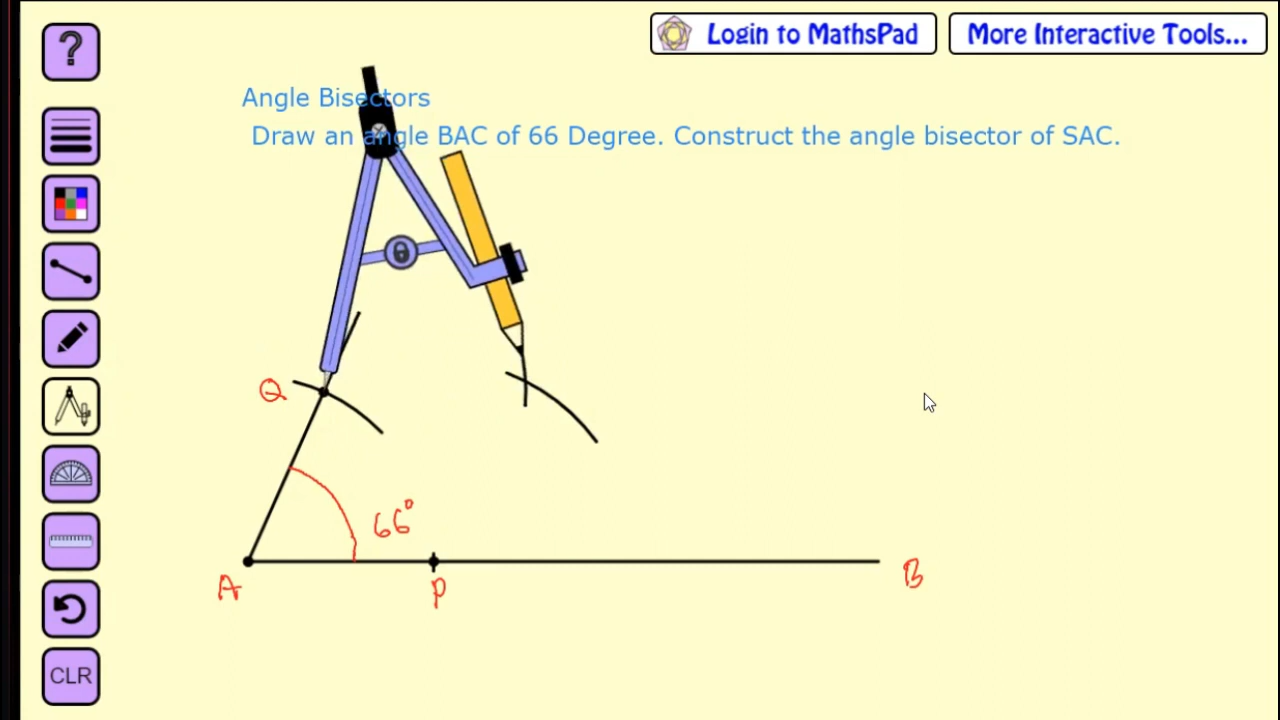 Login to MathsPad
More Interactive Tools...
?
Angle Bisectors
Draw an angle BAC of 66 Degree. Construct the angle bisector of SAC.
Q
66°
A
P
B
CLR